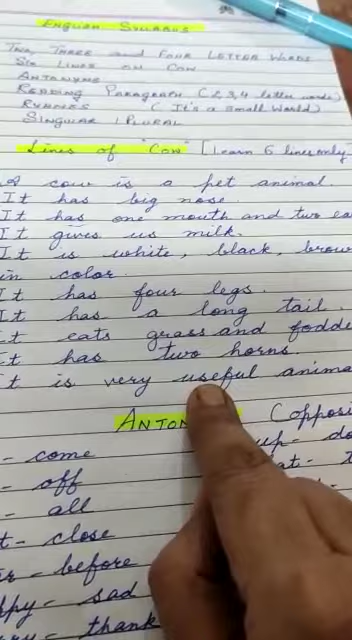 ENGLISH SYLLABUS
TWO, THREE and FOUR LETTER WORDS
SIX LINES ON COW
ANTONYMS
READING PARAGRAPH (2,3,4 letter words)
RHYMES (It's a small World)
SINGULAR / PLURAL
Lines of "Cow" [Learn 6 lines only
A cow is a pet animal.
It has big nose.
It has one mouth and two
It gives us milk.
It is white, black,
in color.
It has four legs.
It has a long tail.
It eats grass and
It has two horns.
It is very useful
- come up -
- off
- all
- close
- before
- sad
- thank